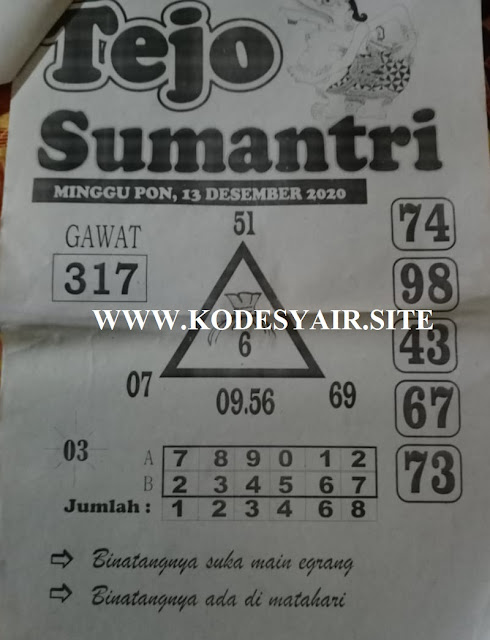 Tejo
Sumantri
MINGGU PON, 13 DESEMBER 2020
GAWAT
317
51
6
07
09.56
69
74
98
43
67
73
WWW.KODESYAIR.SITE
03
A 7 8 9 0 1 2
B 2 3 4 5 6 7
Jumlah : 1 2 3 4 6 8
⇨ Binatangnya suka main egrang
⇨ Binatangnya ada di matahari